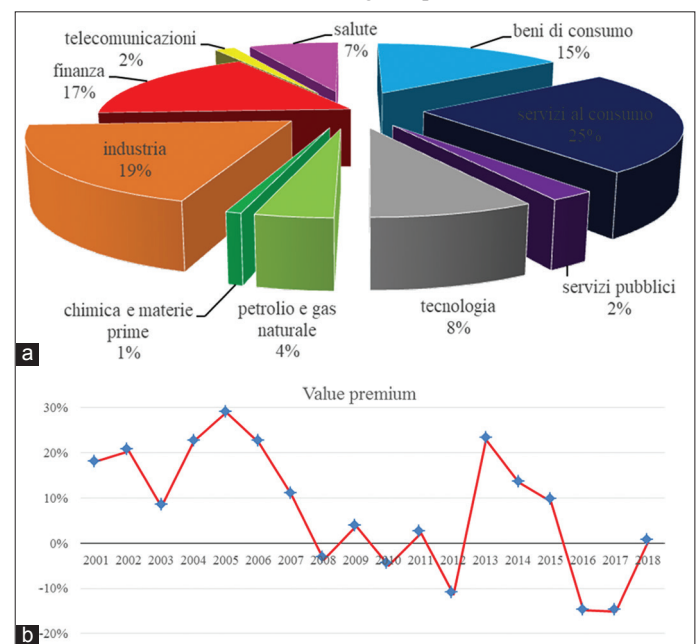 telecomunicazioni
2%
salute
7%
beni di consumo
15%
finanza
17%
servizi al consumo
25%
industria
19%
chimica e materie
prime
1%
petrolio e gas
naturale
4%
tecnologia
8%
servizi pubblici
2%
a
Value premium
30%
20%
10%
0%
2001 2002 2003 2004 2005 2006 2007 2008 2009 2010 2011 2012 2013 2014 2015 2016 2017 2018
-10%
-20%
b